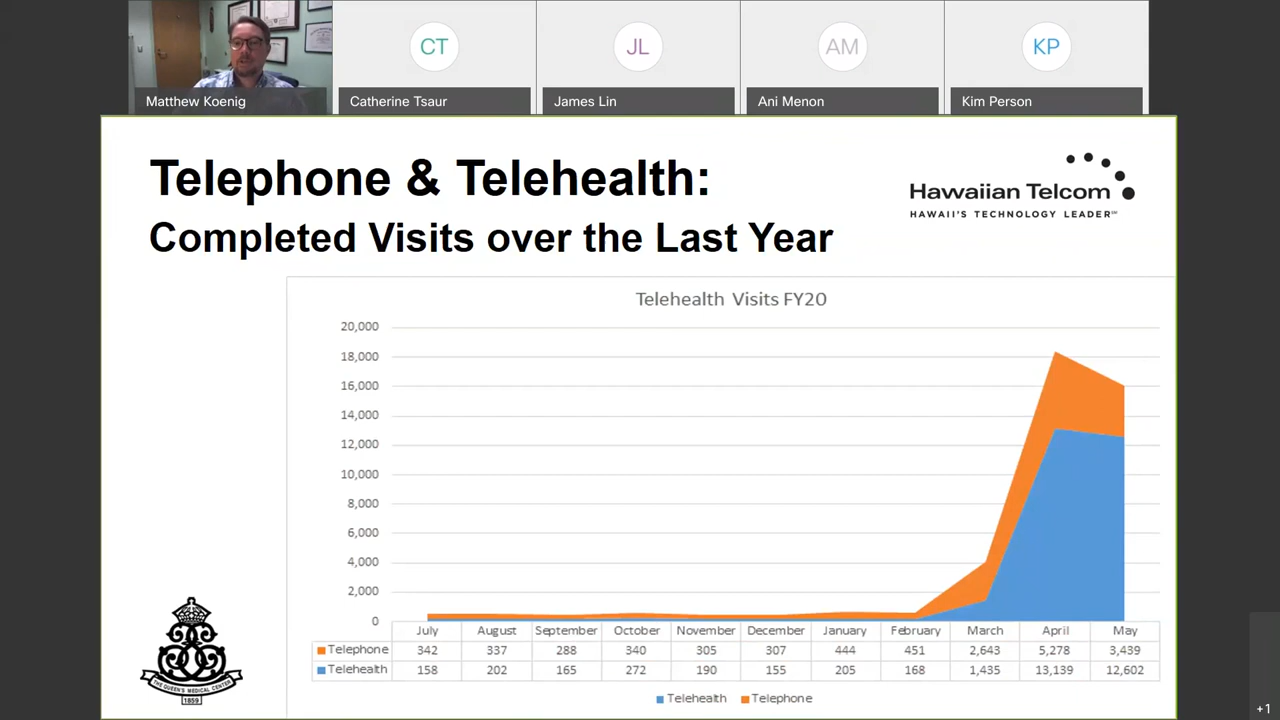 CT
JL
AM
KP
Matthew Koenig
Catherine Tsaur
James Lin
Ani Menon
Kim Person
Telephone & Telehealth:
Completed Visits over the Last Year
Hawaiian Telcom
HAWAII'S TECHNOLOGY LEADER℠
Telehealth Visits FY20
20,000
18,000
16,000
14,000
12,000
10,000
8,000
6,000
4,000
2,000
0
July August September October November December January February March April May
Telephone 342 337 288 340 305 307 444 451 2,643 5,278 3,439
Telehealth 158 202 165 272 190 155 205 168 1,435 13,139 12,602
Telehealth Telephone
THE QUEEN'S MEDICAL CENTER
1859
+1